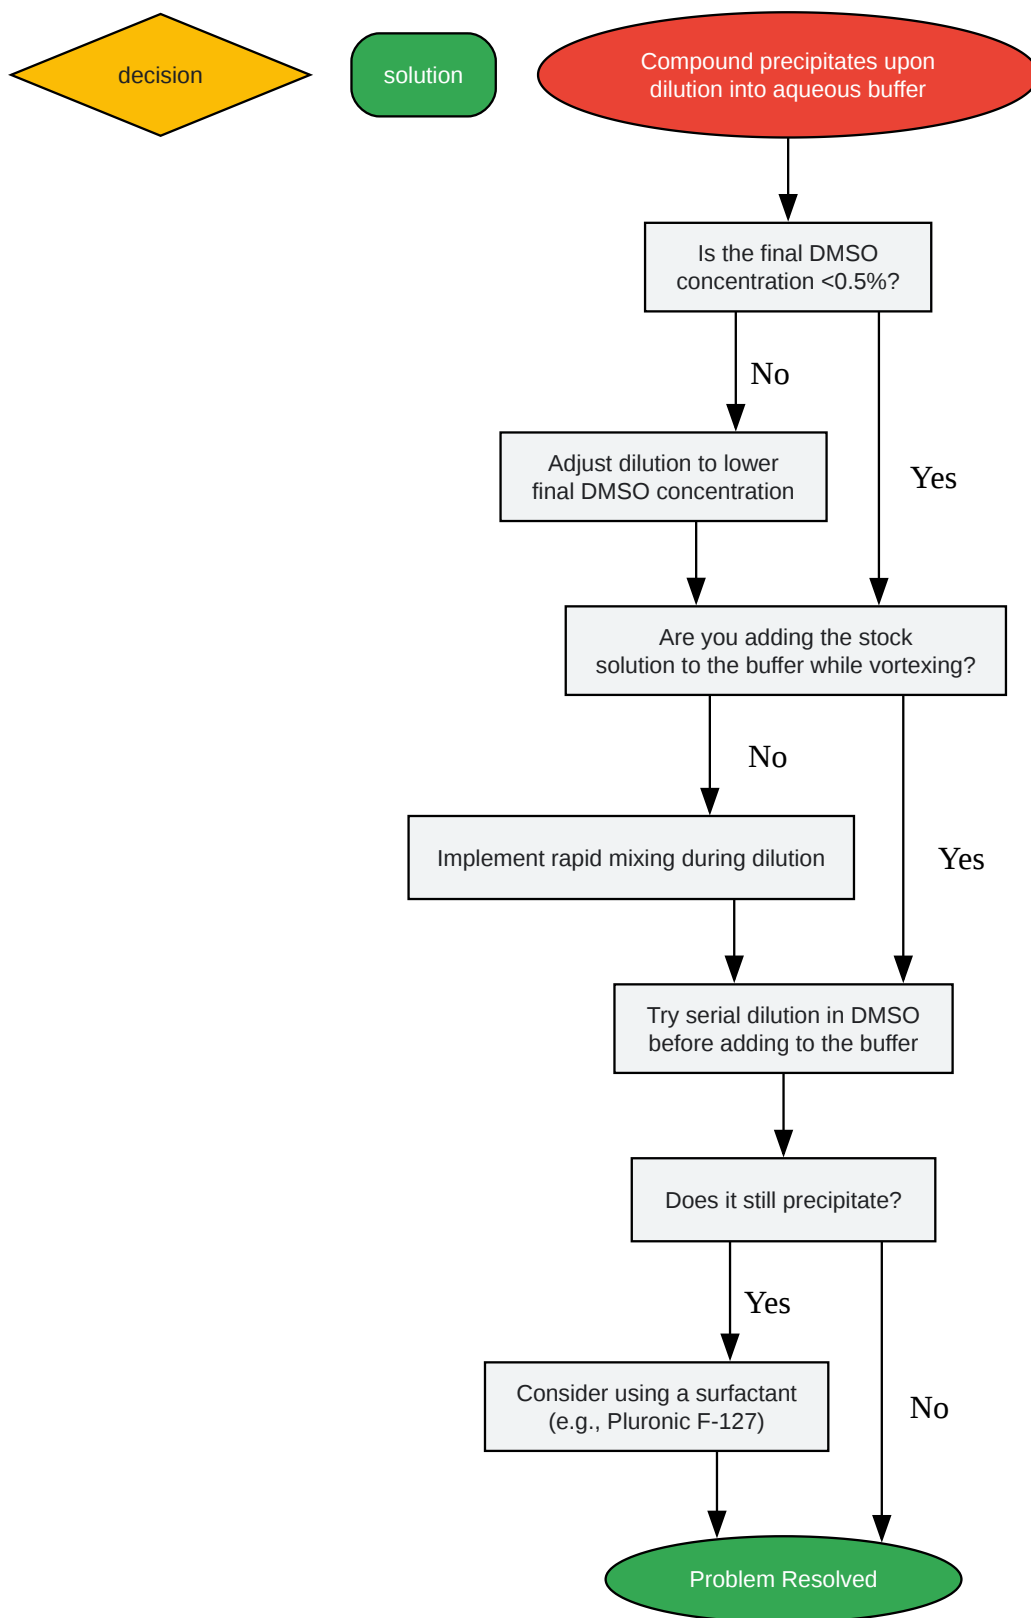 decision
solution
Compound precipitates upon
dilution into aqueous buffer
Is the final DMSO
concentration <0.5%?
No
Adjust dilution to lower
final DMSO concentration
Yes
Are you adding the stock
solution to the buffer while vortexing?
No
Implement rapid mixing during dilution
Yes
Try serial dilution in DMSO
before adding to the buffer
Does it still precipitate?
Yes
Consider using a surfactant
(e.g., Pluronic F-127)
No
Problem Resolved